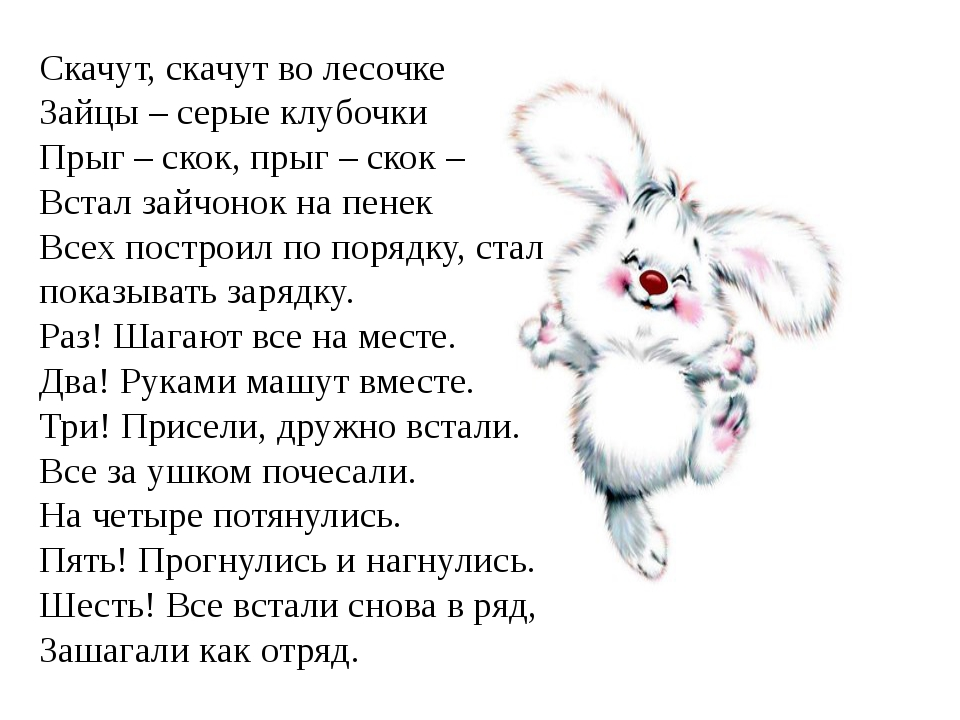 Скачут, скачут во лесочке
Зайцы – серые клубочки
Прыг – скок, прыг – скок –
Встал зайчонок на пенек
Всех построил по порядку, стал
показывать зарядку.
Раз! Шагают все на месте.
Два! Руками машут вместе.
Три! Присели, дружно встали.
Все за ушком почесали.
На четыре потянулись.
Пять! Прогнулись и нагнулись.
Шесть! Все встали снова в ряд,
Зашагали как отряд.